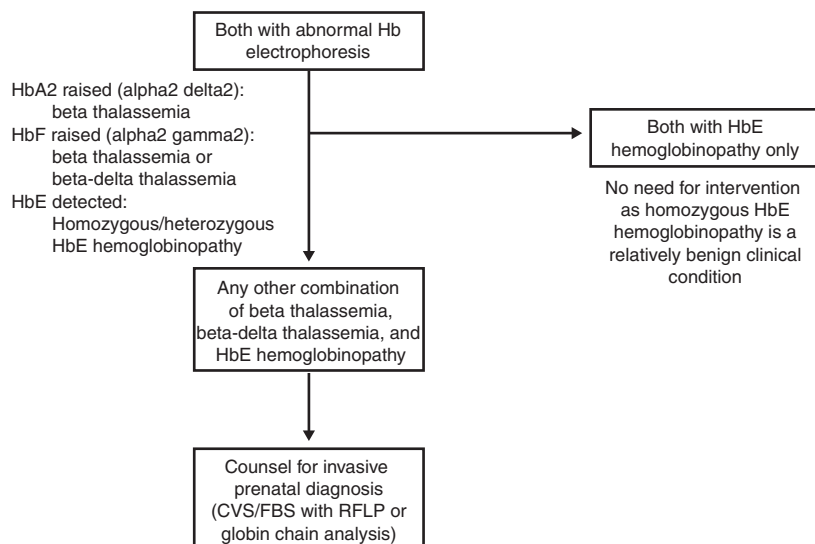 Both with abnormal Hb
electrophoresis
HbA2 raised (alpha2 delta2):
beta thalassemia
HbF raised (alpha2 gamma2):
beta thalassemia or
beta-delta thalassemia
HbE detected:
Homozygous/heterozygous
HbE hemoglobinopathy
Both with HbE
hemoglobinopathy only
No need for intervention
as homozygous HbE
hemoglobinopathy is a
relatively benign clinical
condition
Any other combination
of beta thalassemia,
beta-delta thalassemia, and
HbE hemoglobinopathy
Counsel for invasive
prenatal diagnosis
(CVS/FBS with RFLP or
globin chain analysis)